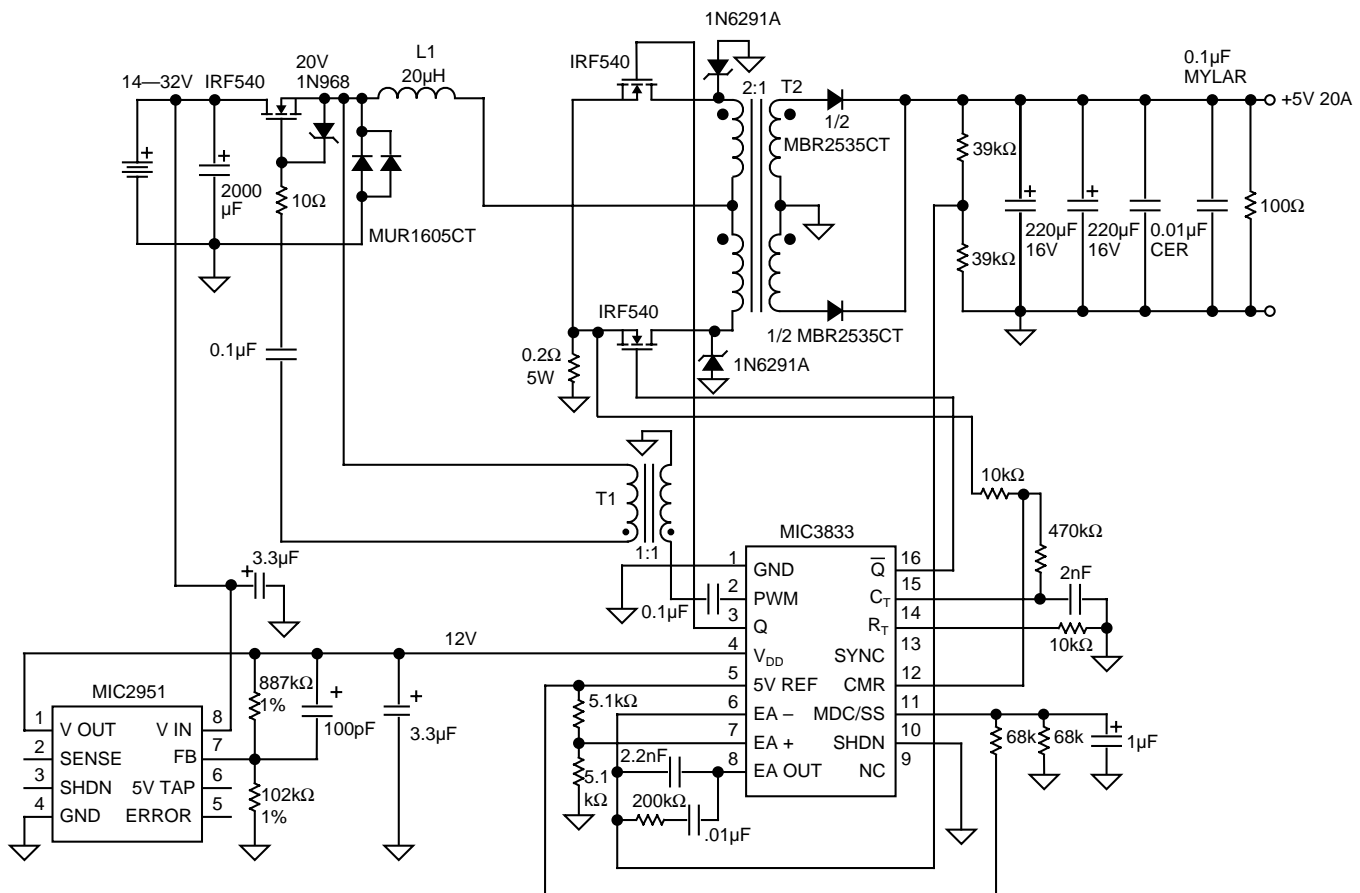 1N6291A
L1
20µH
20V
1N968
14—32V
IRF540
IRF540
2:1
T2
0.1µF
MYLAR
+5V 20A
1/2
MBR2535CT
39kΩ
2000
µF
10Ω
MUR1605CT
220µF
16V
220µF
16V
0.01µF
CER
100Ω
39kΩ
IRF540
0.1µF
0.2Ω
5W
1N6291A
1/2 MBR2535CT
T1
1:1
10kΩ
470kΩ
MIC3833
3.3µF
0.1µF
2nF
10kΩ
1
GND
2
PWM
3
Q
4
VDD
5
5V REF
6
EA –
7
EA +
8
EA OUT
16
Q̅
15
CT
14
RT
13
SYNC
12
CMR
11
MDC/SS
10
SHDN
9
NC
12V
MIC2951
887kΩ
1%
100pF
3.3µF
5.1kΩ
1
V OUT
V IN
8
2
SENSE
FB
7
3
SHDN
5V TAP
6
4
GND
ERROR
5
102kΩ
1%
5.1
kΩ
2.2nF
200kΩ
.01µF
68k
68k
1µF